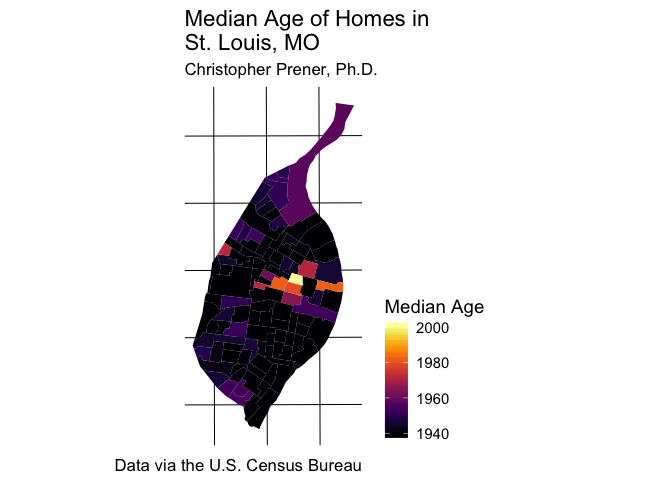 Median Age of Homes in
St. Louis, MO
Christopher Prener, Ph.D.
Median Age
2000
1980
1960
1940
Data via the U.S. Census Bureau